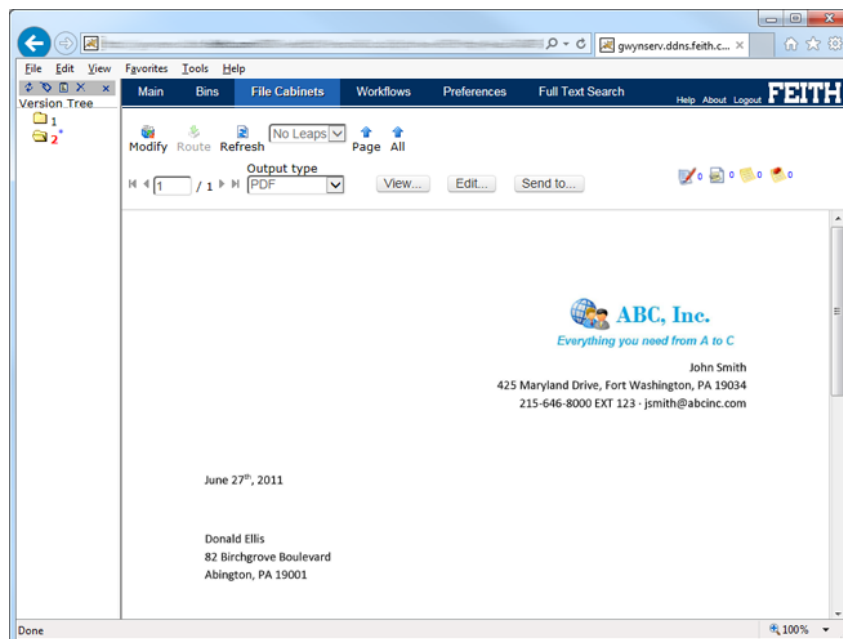 gwynserv.ddns.feith.c...
File Edit View Favorites Tools Help
Version Tree
1
2*
Main Bins File Cabinets Workflows Preferences Full Text Search Help About Logout FEITH
Modify Route Refresh No Leaps Page All
Output type
1 / 1 PDF View... Edit... Send to... 0 0 0 0
ABC, Inc.
Everything you need from A to C
John Smith
425 Maryland Drive, Fort Washington, PA 19034
215-646-8000 EXT 123 · jsmith@abcinc.com
June 27th, 2011
Donald Ellis
82 Birchgrove Boulevard
Abington, PA 19001
Done 100%